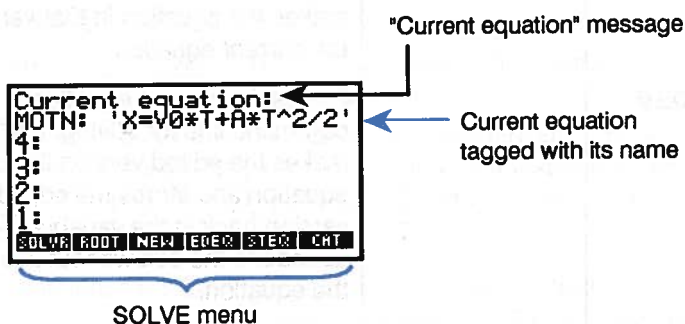 "Current equation" message
Current equation:
MOTN: 'X=V0*T+A*T^2/2'
Current equation
tagged with its name
4:
3:
2:
1:
SOLVR ROOT NEW EDEQ STEQ CAT
SOLVE menu